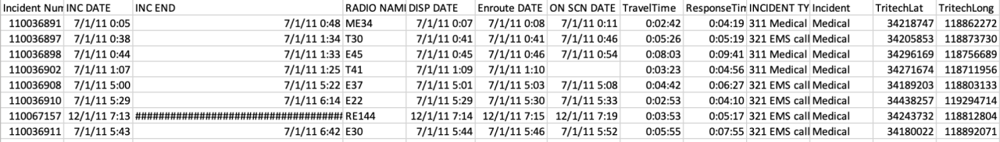 Incident Num INC DATE INC END RADIO NAMI DISP DATE Enroute DATE ON SCN DATE TravelTime ResponseTim INCIDENT TY Incident TritechLat TritechLong
110036891 7/1/11 0:05 7/1/11 0:48 ME34 7/1/11 0:07 7/1/11 0:08 7/1/11 0:11 0:02:42 0:04:19 311 Medical Medical 34218747 118862272
110036897 7/1/11 0:38 7/1/11 1:34 T30 7/1/11 0:41 7/1/11 0:41 7/1/11 0:46 0:05:26 0:05:19 321 EMS call Medical 34205853 118873730
110036898 7/1/11 0:44 7/1/11 1:33 E45 7/1/11 0:45 7/1/11 0:46 7/1/11 0:54 0:08:03 0:09:41 311 Medical Medical 34296169 118756689
110036902 7/1/11 1:07 7/1/11 1:25 T41 7/1/11 1:09 7/1/11 1:10 0:03:23 0:04:56 311 Medical Medical 34271674 118711956
110036908 7/1/11 5:00 7/1/11 5:22 E37 7/1/11 5:01 7/1/11 5:03 7/1/11 5:08 0:04:42 0:06:27 321 EMS call Medical 34189203 118803133
110036910 7/1/11 5:29 7/1/11 6:14 E22 7/1/11 5:29 7/1/11 5:30 7/1/11 5:33 0:02:53 0:04:10 321 EMS call Medical 34438257 119294714
110067157 12/1/11 7:13 ###################################### RE144 12/1/11 7:14 12/1/11 7:15 12/1/11 7:19 0:03:53 0:05:17 321 EMS call Medical 34243732 118812804
110036911 7/1/11 5:43 7/1/11 6:42 E30 7/1/11 5:44 7/1/11 5:46 7/1/11 5:52 0:05:55 0:07:55 321 EMS call Medical 34180022 118892071